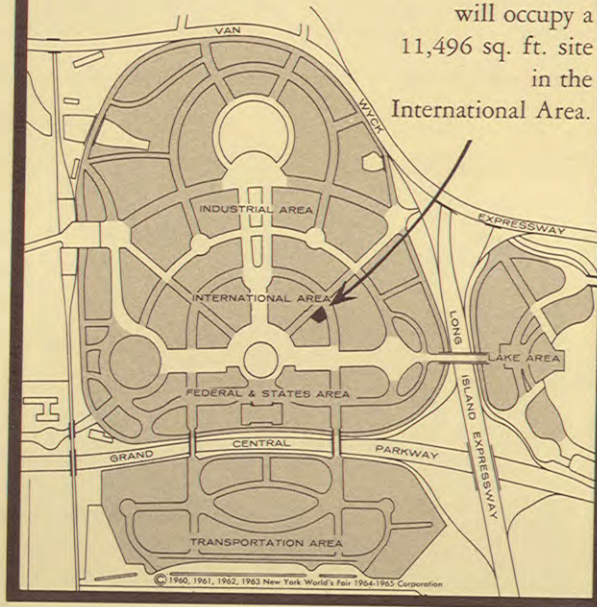 will occupy a
11,496 sq. ft. site
in the
International Area.
VAN
WYCK
EXPRESSWAY
INDUSTRIAL AREA
INTERNATIONAL AREA
LONG
ISLAND
EXPRESSWAY
LAKE AREA
FEDERAL & STATES AREA
GRAND
CENTRAL
PARKWAY
TRANSPORTATION AREA
© 1960, 1961, 1962, 1963 New York World's Fair 1964-1965 Corporation